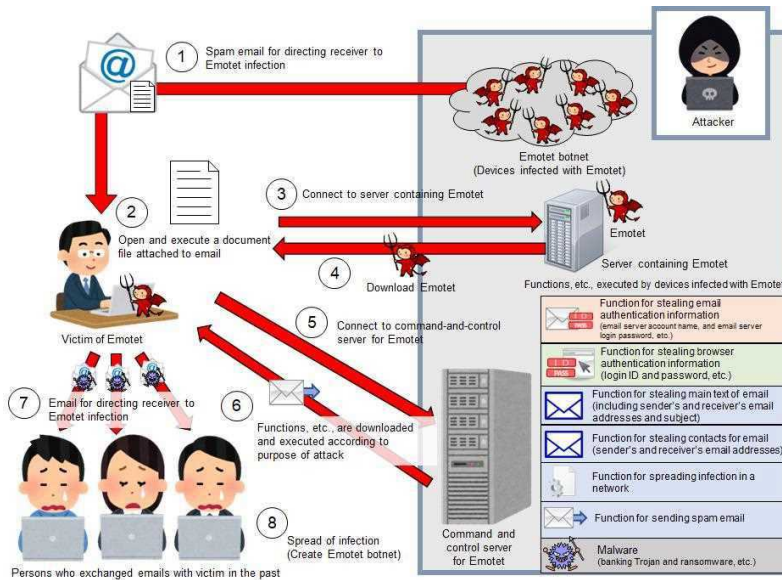 1
Spam email for directing receiver to
Emotet infection
Attacker
Emotet botnet
(Devices infected with Emotet)
2
Open and execute a document
file attached to email
3
Connect to server containing Emotet
Emotet
Server containing Emotet
4
Download Emotet
Victim of Emotet
5
Connect to command-and-control
server for Emotet
6
Functions, etc., are downloaded
and executed according to
purpose of attack
7
Email for directing receiver to
Emotet infection
8
Spread of infection
(Create Emotet botnet)
Persons who exchanged emails with victim in the past
Command and
control server
for Emotet
Functions, etc., executed by devices infected with Emotet
ID
PASS
Function for stealing email
authentication information
(email server account name, and email server
login password, etc.)
ID
PASS
Function for stealing browser
authentication information
(login ID and password, etc.)
Function for stealing main text of email
(including sender's and receiver's email
addresses and subject)
Function for stealing contacts for email
(sender's and receiver's email addresses)
Function for spreading infection in a
network
Function for sending spam email
Malware
(banking Trojan and ransomware, etc.)